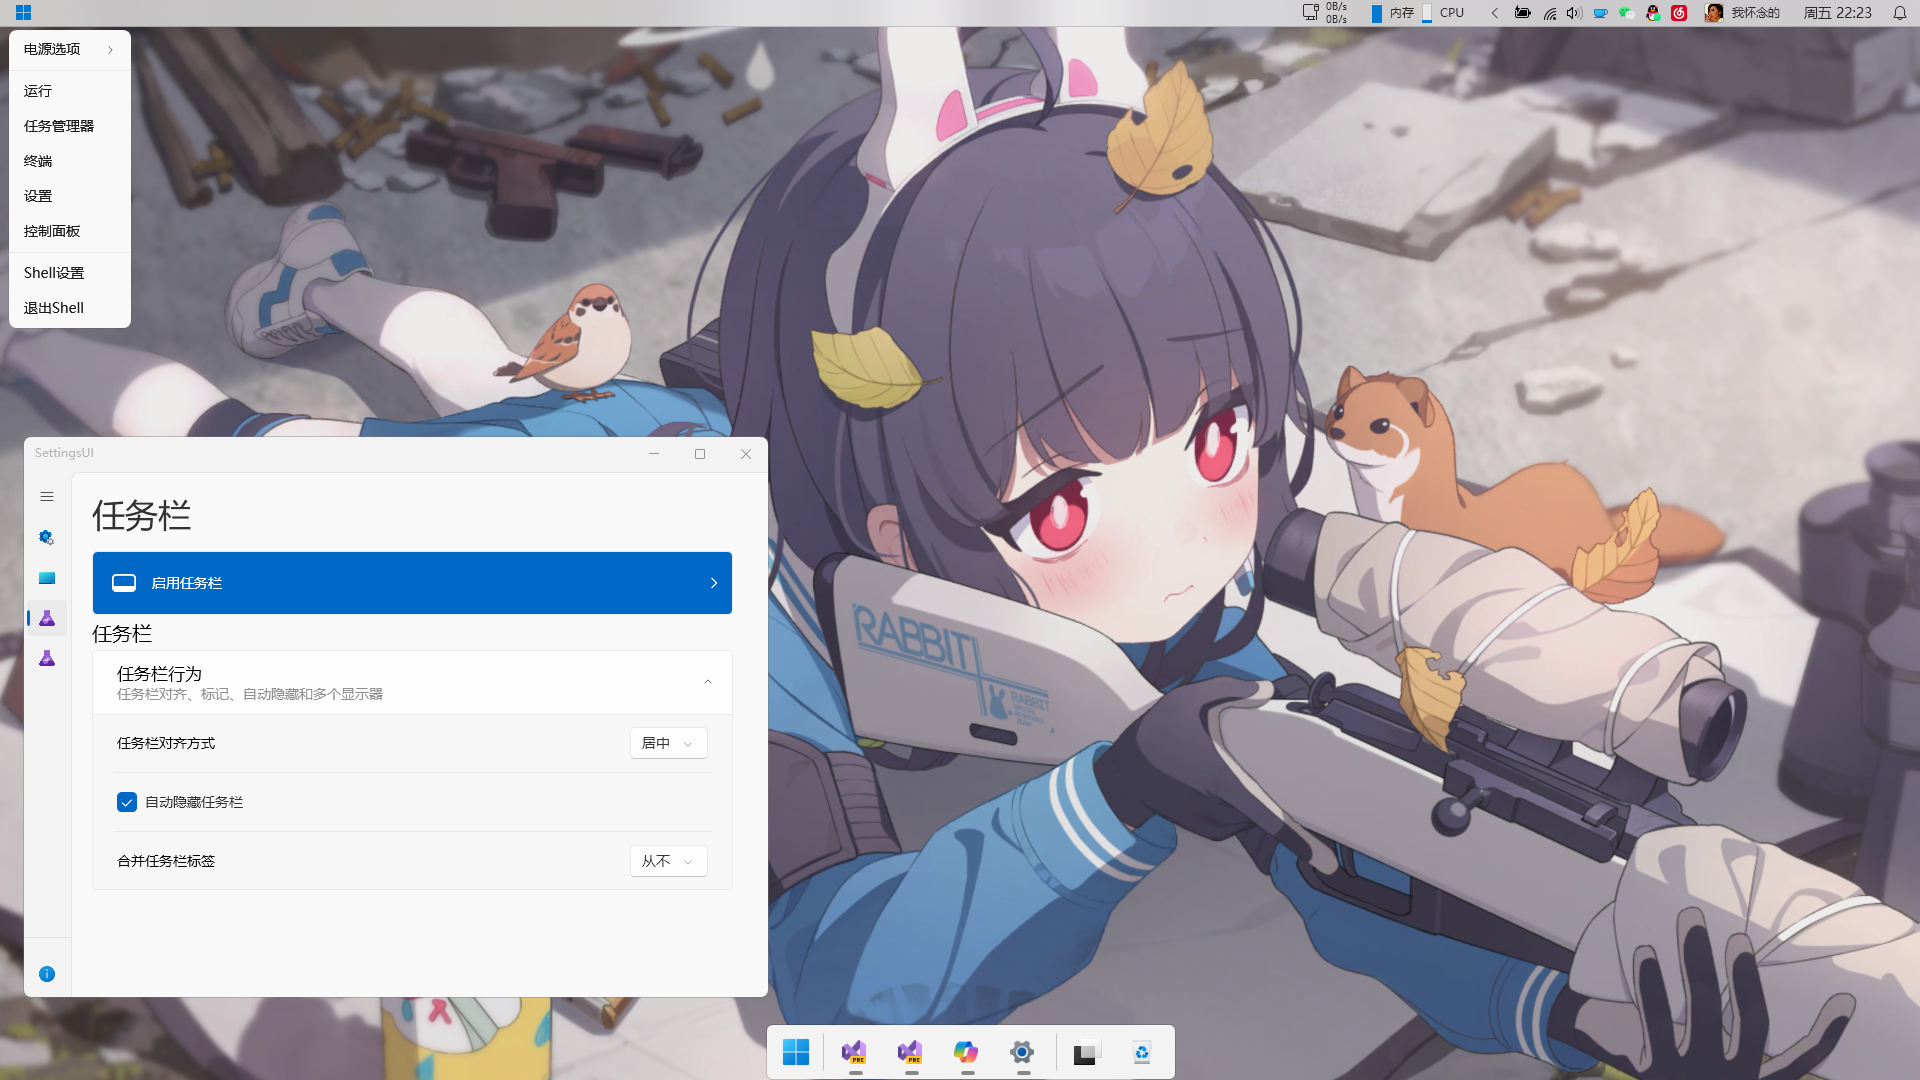 0B/s
0B/s
内存
CPU
我怀念的
周五 22:23
电源选项
运行
任务管理器
终端
设置
控制面板
Shell设置
退出Shell
SettingsUI
任务栏
启用任务栏
任务栏
任务栏行为
任务栏对齐、标记、自动隐藏和多个显示器
任务栏对齐方式
居中
自动隐藏任务栏
合并任务栏标签
从不
RABBIT
RABBIT
PRE
PRE